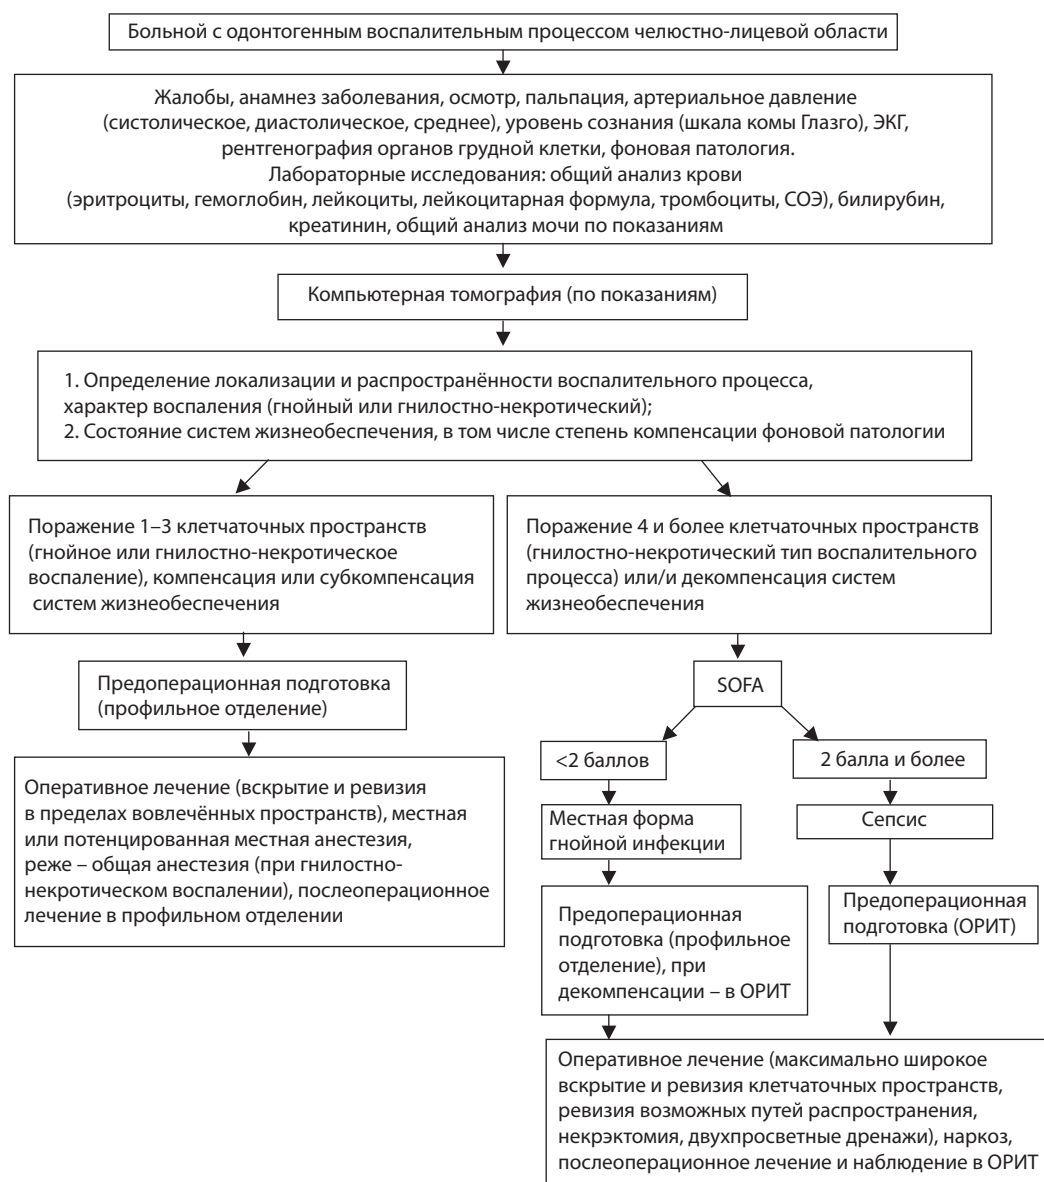 Больной с одонтогенным воспалительным процессом челюстно-лицевой области
Жалобы, анамнез заболевания, осмотр, пальпация, артериальное давление
(систолическое, диастолическое, среднее), уровень сознания (шкала комы Глазго), ЭКГ,
рентгенография органов грудной клетки, фоновая патология.
Лабораторные исследования: общий анализ крови
(эритроциты, гемоглобин, лейкоциты, лейкоцитарная формула, тромбоциты, СОЭ), билирубин,
креатинин, общий анализ мочи по показаниям
Компьютерная томография (по показаниям)
1. Определение локализации и распространённости воспалительного процесса,
характер воспаления (гнойный или гнилостно-некротический);
2. Состояние систем жизнеобеспечения, в том числе степень компенсации фоновой патологии
Поражение 1–3 клетчаточных пространств
(гнойное или гнилостно-некротическое
воспаление), компенсация или субкомпенсация
систем жизнеобеспечения
Поражение 4 и более клетчаточных пространств
(гнилостно-некротический тип воспалительного
процесса) или/и декомпенсация систем
жизнеобеспечения
Предоперационная подготовка
(профильное отделение)
SOFA
<2 баллов
2 балла и более
Оперативное лечение (вскрытие и ревизия
в пределах вовлечённых пространств), местная
или потенцированная местная анестезия,
реже – общая анестезия (при гнилостно-
некротическом воспалении), послеоперационное
лечение в профильном отделении
Местная форма
гнойной инфекции
Сепсис
Предоперационная
подготовка (профильное
отделение), при
декомпенсации – в ОРИТ
Предоперационная
подготовка (ОРИТ)
Оперативное лечение (максимально широкое
вскрытие и ревизия клетчаточных пространств,
ревизия возможных путей распространения,
некрэктомия, двухпросветные дренажи), наркоз,
послеоперационное лечение и наблюдение в ОРИТ